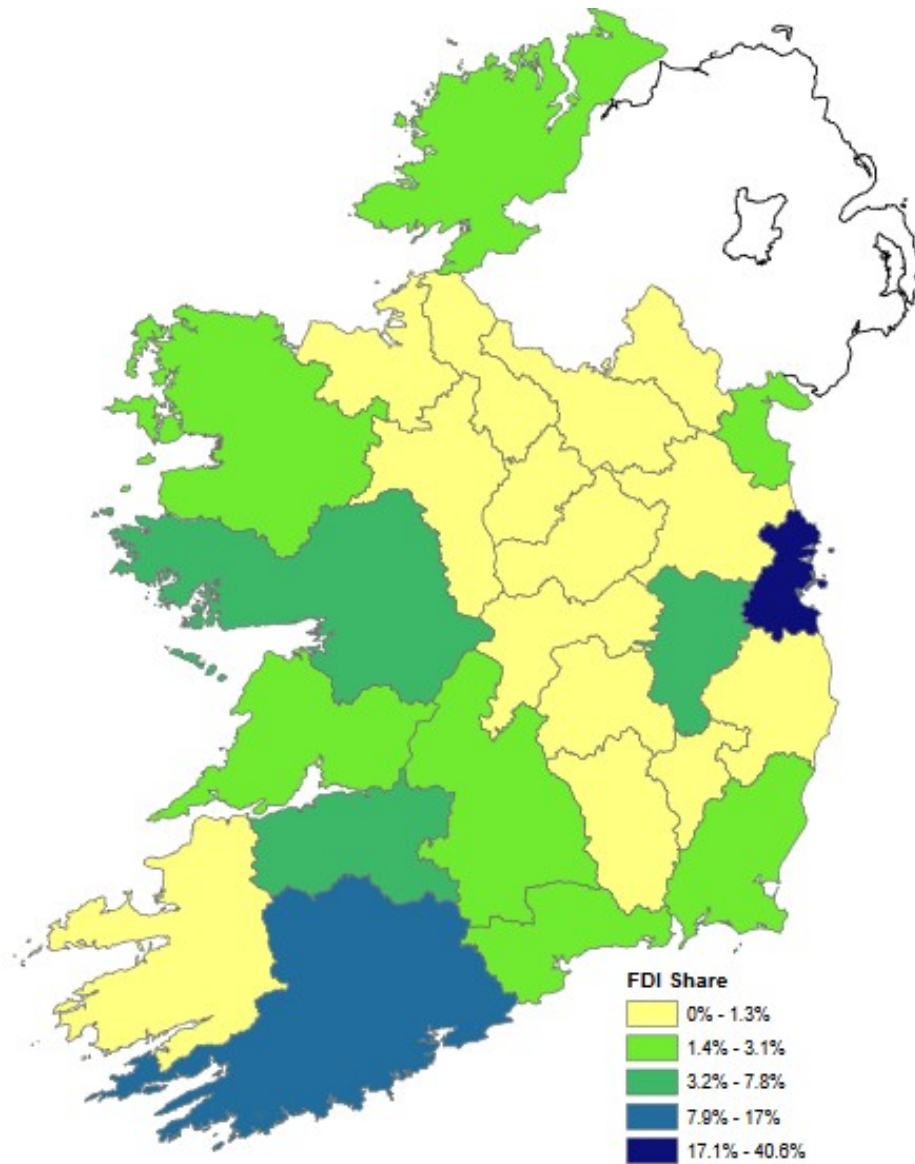 FDI Share
0% - 1.3%
1.4% - 3.1%
3.2% - 7.8%
7.9% - 17%
17.1% - 40.6%